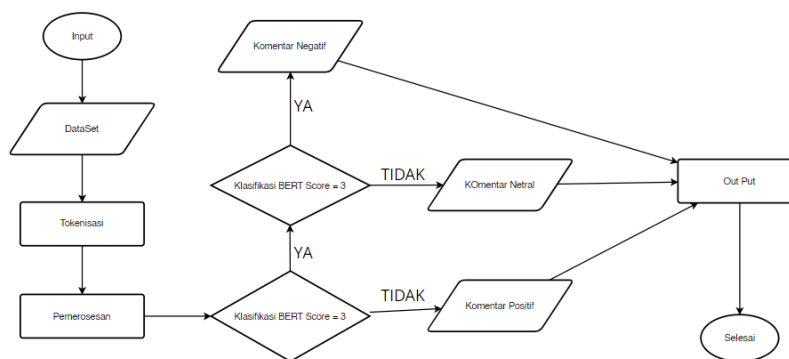 Input
DataSet
Tokenisasi
Pemerosesan
Klasifikasi BERT Score = 3
TIDAK
Komentar Positif
YA
Klasifikasi BERT Score = 3
TIDAK
KOmentar Netral
YA
Komentar Negatif
Out Put
Selesai